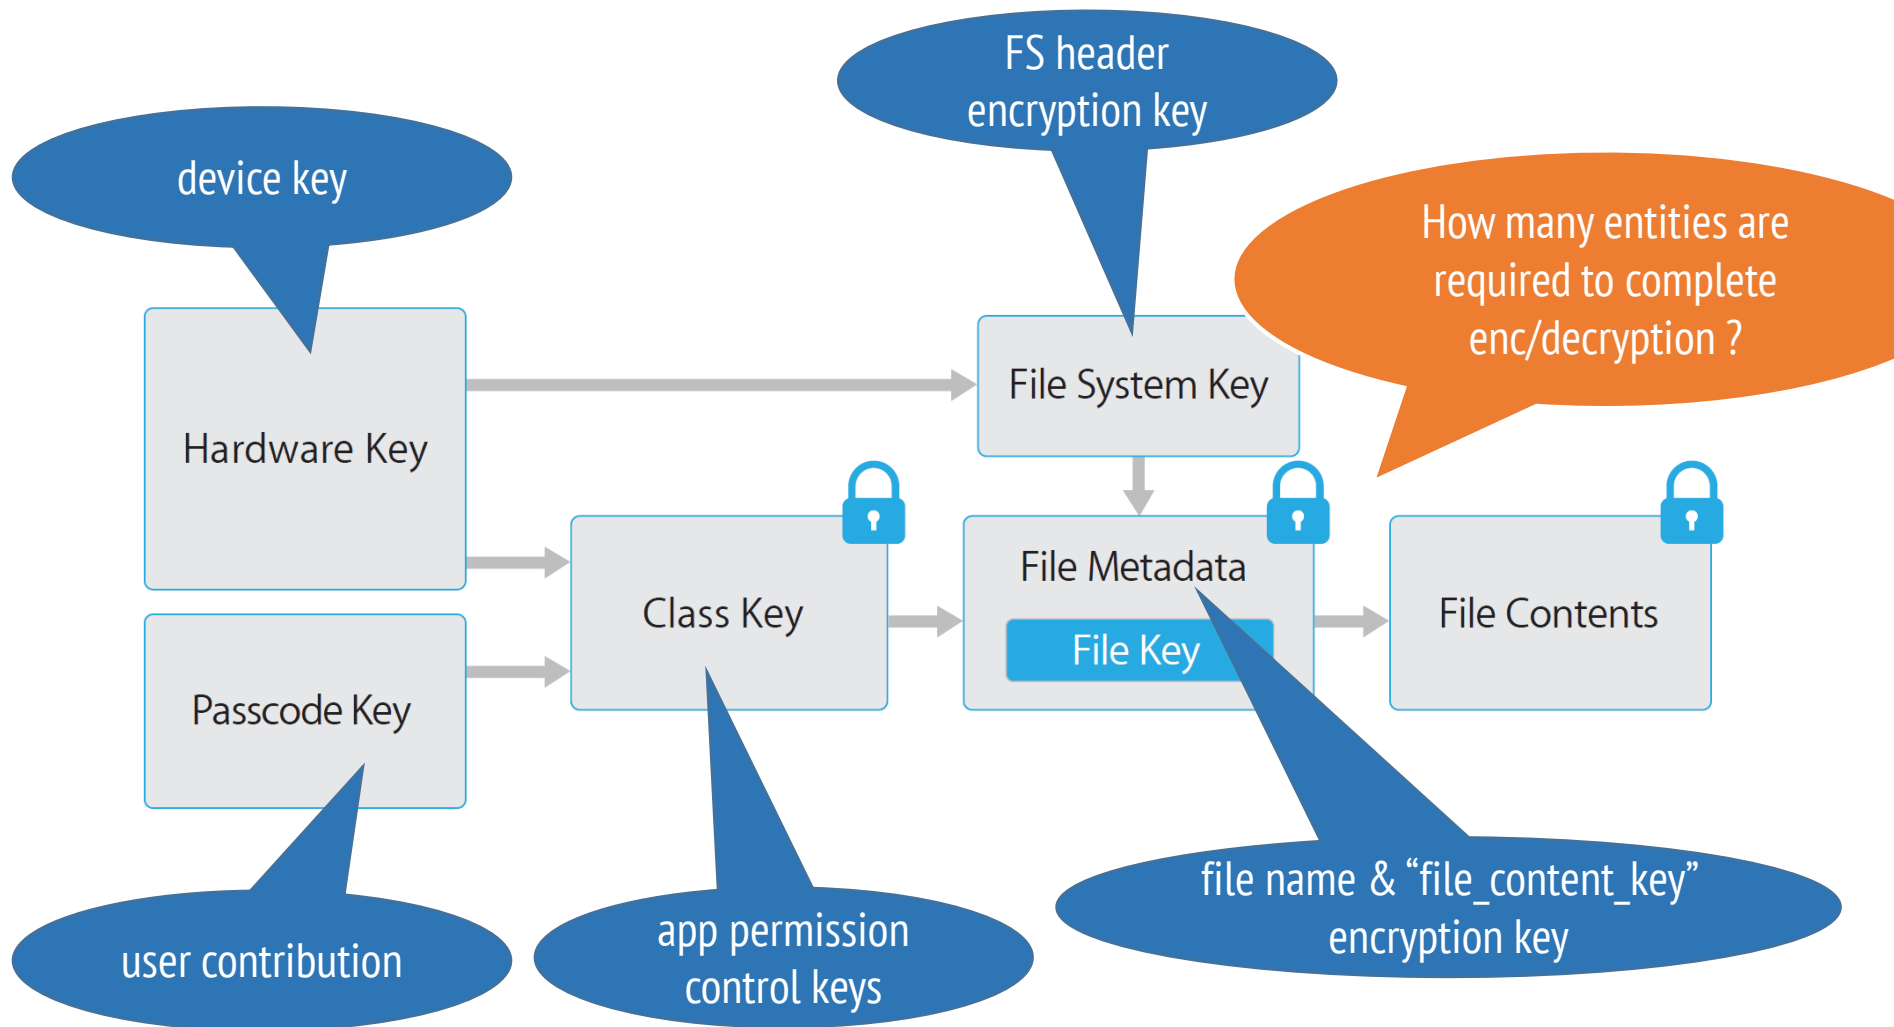 FS header
encryption key
device key
How many entities are
required to complete
enc/decryption ?
Hardware Key
File System Key
File Metadata
File Key
Class Key
File Contents
Passcode Key
user contribution
app permission
control keys
file name & “file_content_key”
encryption key